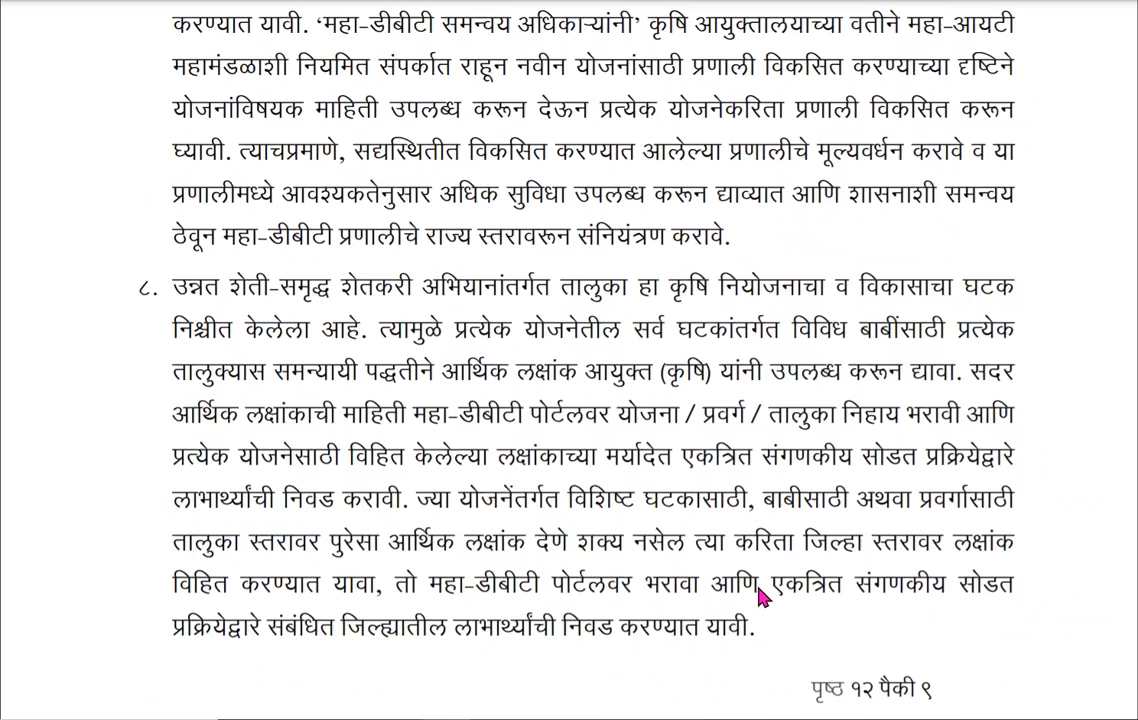 करण्यात यावी. ‘महा-डीबीटी समन्वय अधिकाऱ्यांनी’ कृषि आयुक्तालयाच्या वतीने महा-आयटी
महामंडळाशी नियमित संपर्कात राहून नवीन योजनांसाठी प्रणाली विकसित करण्याच्या दृष्टिने
योजनांविषयक माहिती उपलब्ध करून देऊन प्रत्येक योजनेकरिता प्रणाली विकसित करून
घ्यावी. त्याचप्रमाणे, सद्यस्थितीत विकसित करण्यात आलेल्या प्रणालीचे मूल्यवर्धन करावे व या
प्रणालीमध्ये आवश्यकतेनुसार अधिक सुविधा उपलब्ध करून द्याव्यात आणि शासनाशी समन्वय
ठेवून महा-डीबीटी प्रणालीचे राज्य स्तरावरून संनियंत्रण करावे.
८. उन्नत शेती-समृद्ध शेतकरी अभियानांतर्गत तालुका हा कृषि नियोजनाचा व विकासाचा घटक
निश्चीत केलेला आहे. त्यामुळे प्रत्येक योजनेतील सर्व घटकांतर्गत विविध बाबींसाठी प्रत्येक
तालुक्यास समन्यायी पद्धतीने आर्थिक लक्षांक आयुक्त (कृषि) यांनी उपलब्ध करून द्यावा. सदर
आर्थिक लक्षांकाची माहिती महा-डीबीटी पोर्टलवर योजना / प्रवर्ग / तालुका निहाय भरावी आणि
प्रत्येक योजनेसाठी विहित केलेल्या लक्षांकाच्या मर्यादेत एकत्रित संगणकीय सोडत प्रक्रियेद्वारे
लाभार्थ्यांची निवड करावी. ज्या योजनेंतर्गत विशिष्ट घटकासाठी, बाबीसाठी अथवा प्रवर्गासाठी
तालुका स्तरावर पुरेसा आर्थिक लक्षांक देणे शक्य नसेल त्या करिता जिल्हा स्तरावर लक्षांक
विहित करण्यात यावा, तो महा-डीबीटी पोर्टलवर भरावा आणि एकत्रित संगणकीय सोडत
प्रक्रियेद्वारे संबंधित जिल्ह्यातील लाभार्थ्यांची निवड करण्यात यावी.
पृष्ठ १२ पैकी ९